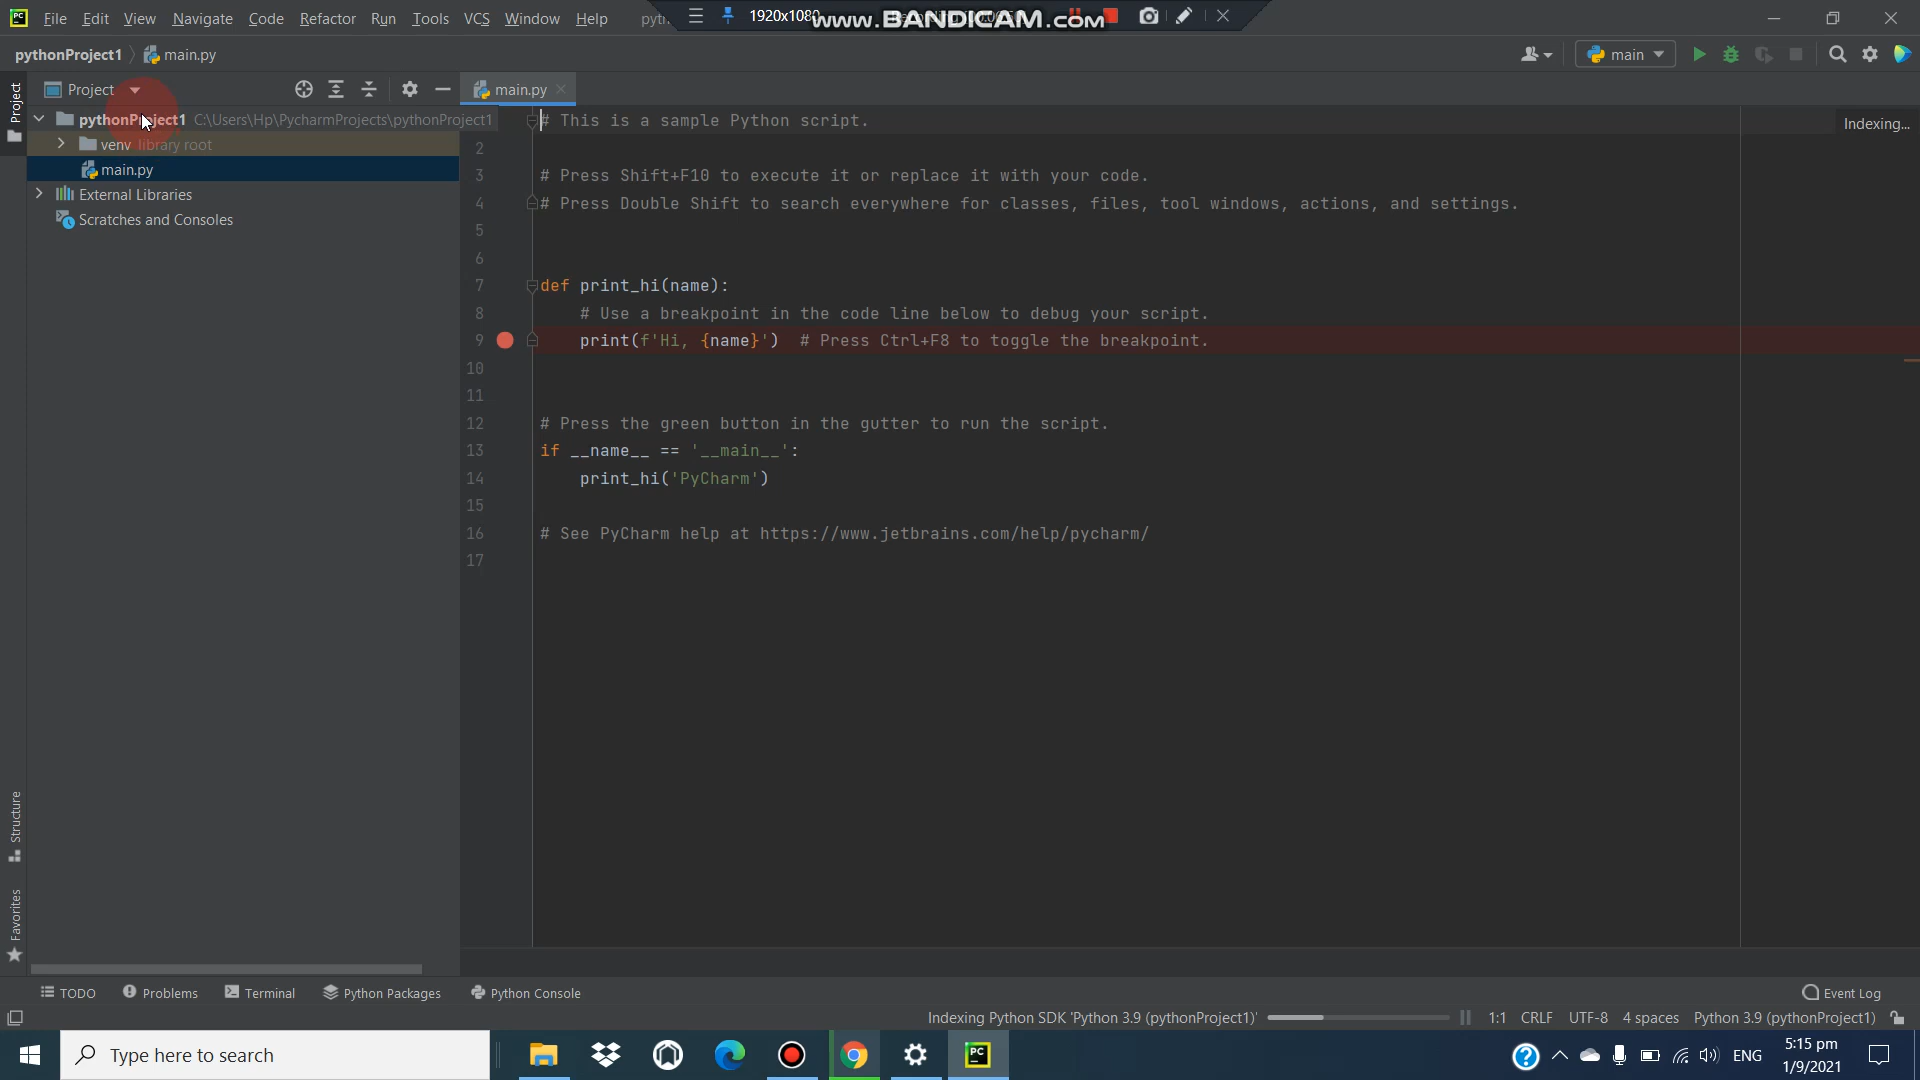 File Edit View Navigate Code Refactor Run Tools VCS Window Help
1920x1080
www.BANDICAM.com
pythonProject1 main.py
main
Project
Project
main.py
pythonProject1 C:\Users\Hp\PycharmProjects\pythonProject1
venv library root
main.py
External Libraries
Scratches and Consoles
Indexing...
# This is a sample Python script.
2
3 # Press Shift+F10 to execute it or replace it with your code.
4 # Press Double Shift to search everywhere for classes, files, tool windows, actions, and settings.
5
6
7 def print_hi(name):
8 # Use a breakpoint in the code line below to debug your script.
9 print(f'Hi, {name}') # Press Ctrl+F8 to toggle the breakpoint.
10
11
12 # Press the green button in the gutter to run the script.
13 if __name__ == '__main__':
14 print_hi('PyCharm')
15
16 # See PyCharm help at https://www.jetbrains.com/help/pycharm/
17
Structure
Favorites
TODO Problems Terminal Python Packages Python Console Event Log
Indexing Python SDK 'Python 3.9 (pythonProject1)' 1:1 CRLF UTF-8 4 spaces Python 3.9 (pythonProject1)
Type here to search
ENG
5:15 pm
1/9/2021